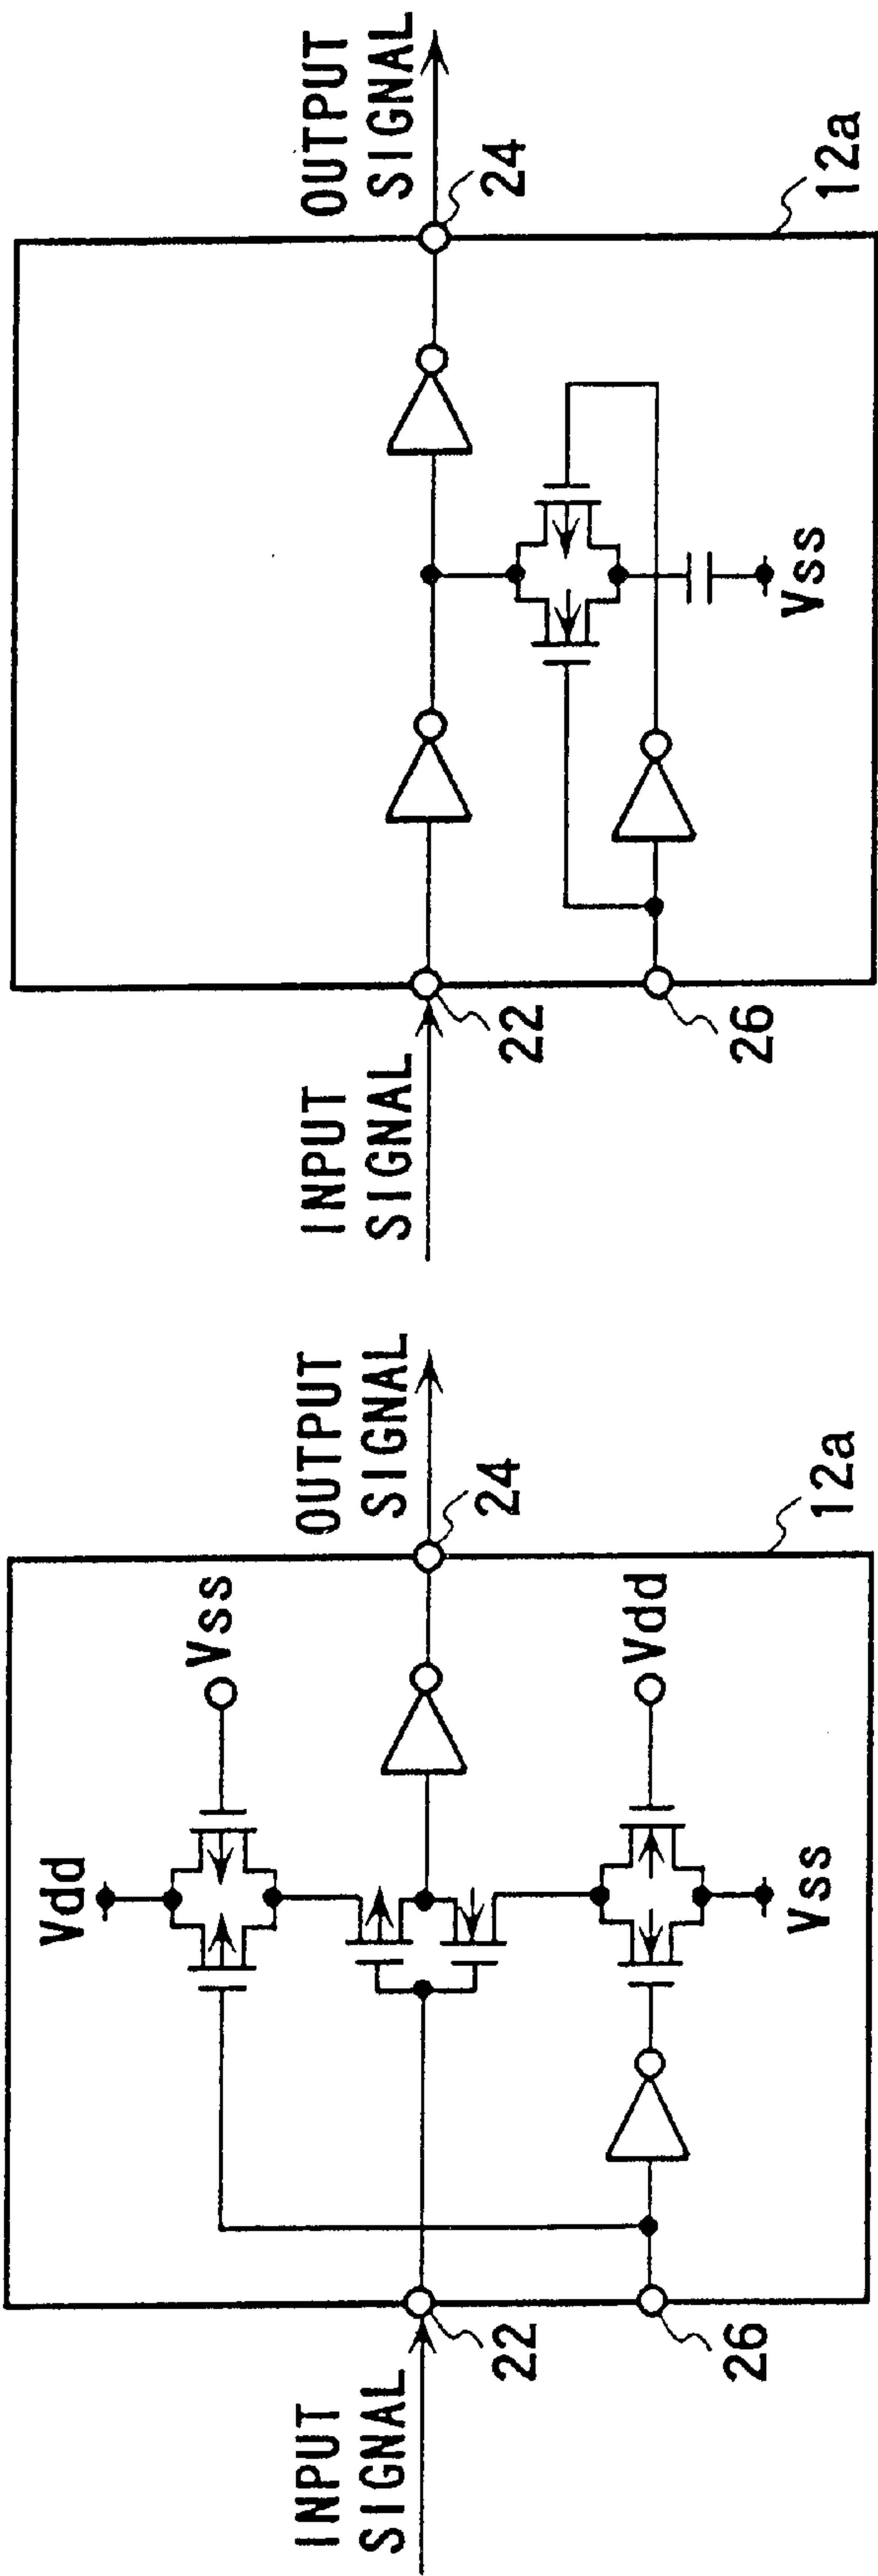 INPUT
SIGNAL
22
26
Vdd
Vss
Vdd
Vss
OUTPUT
SIGNAL
24
12a
INPUT
SIGNAL
22
26
Vss
OUTPUT
SIGNAL
24
12a